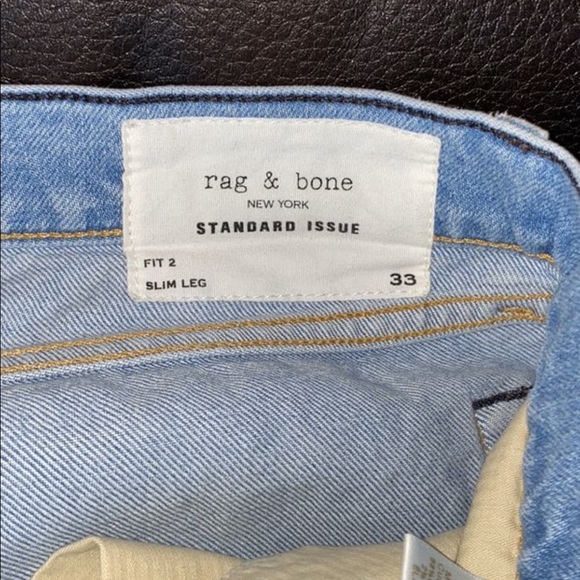 rag & bone
NEW YORK
STANDARD ISSUE
FIT 2
SLIM LEG 33